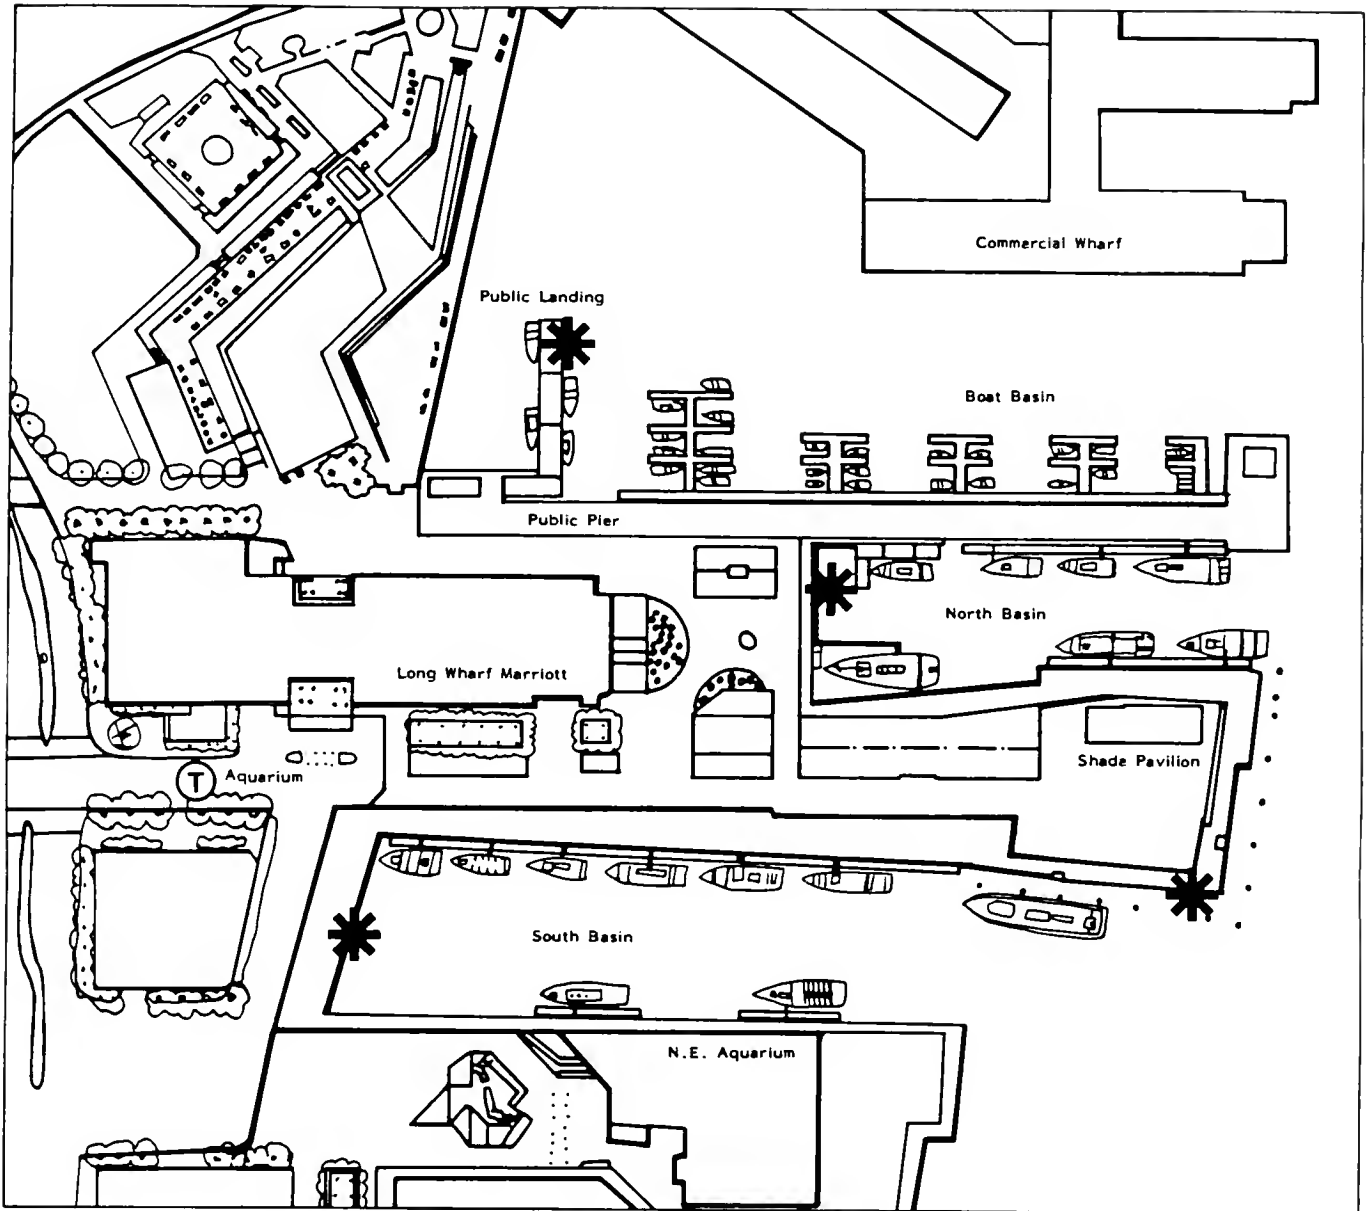 Commercial Wharf
Public Landing
Boat Basin
Public Pier
North Basin
Long Wharf Marriott
Shade Pavilion
T
Aquarium
South Basin
N.E. Aquarium